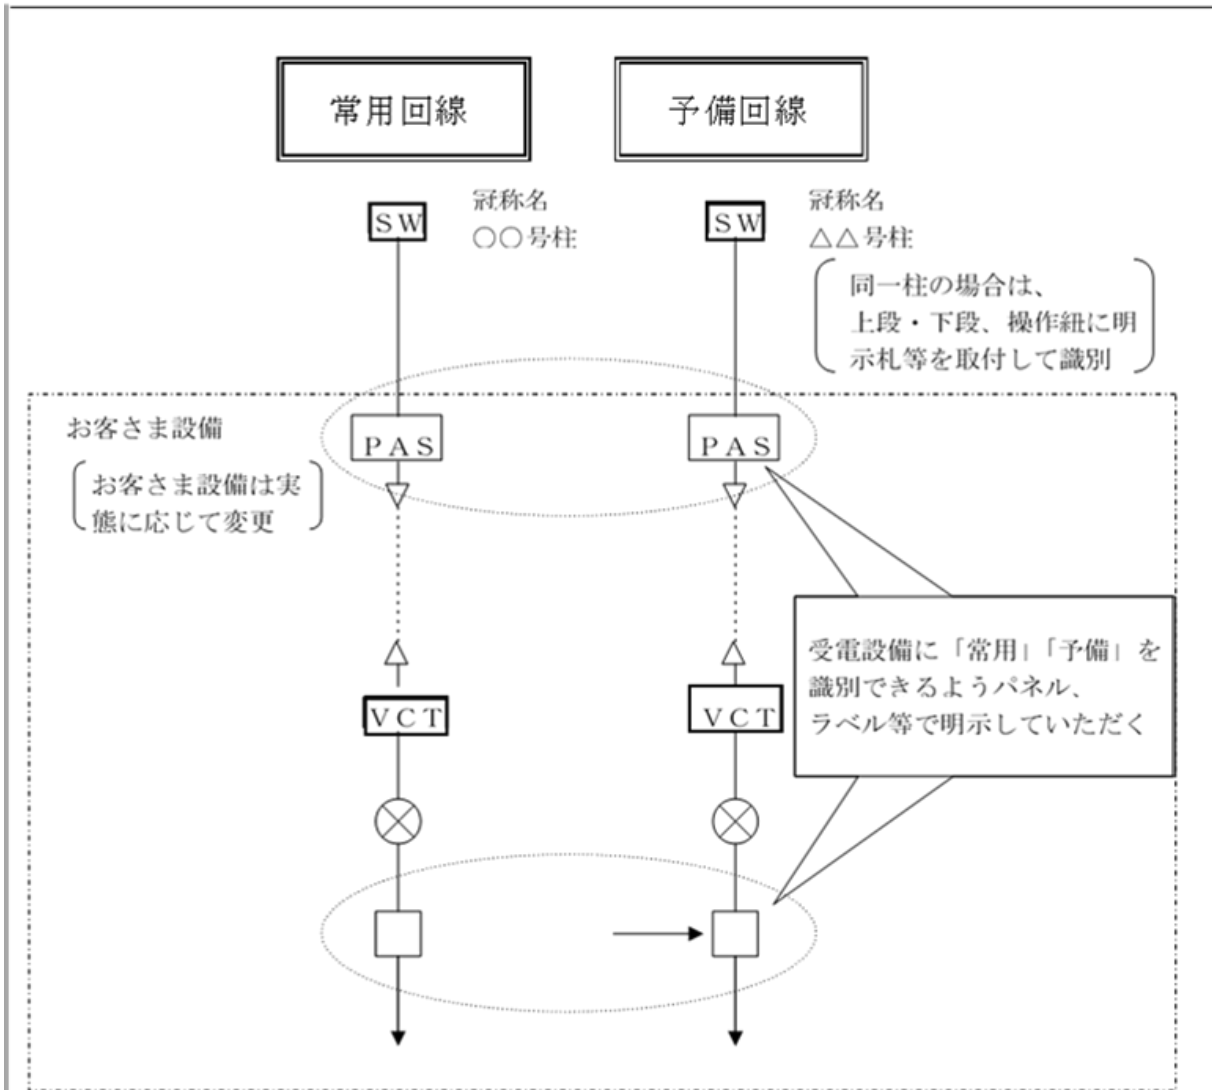 常用回線
予備回線
SW
冠称名
○○号柱
SW
冠称名
△△号柱
同一柱の場合は、
上段・下段、操作紐に明
示札等を取付して識別
お客さま設備
お客さま設備は実
態に応じて変更
PAS
PAS
受電設備に「常用」「予備」を
識別できるようパネル、
ラベル等で明示していただく
VCT
VCT